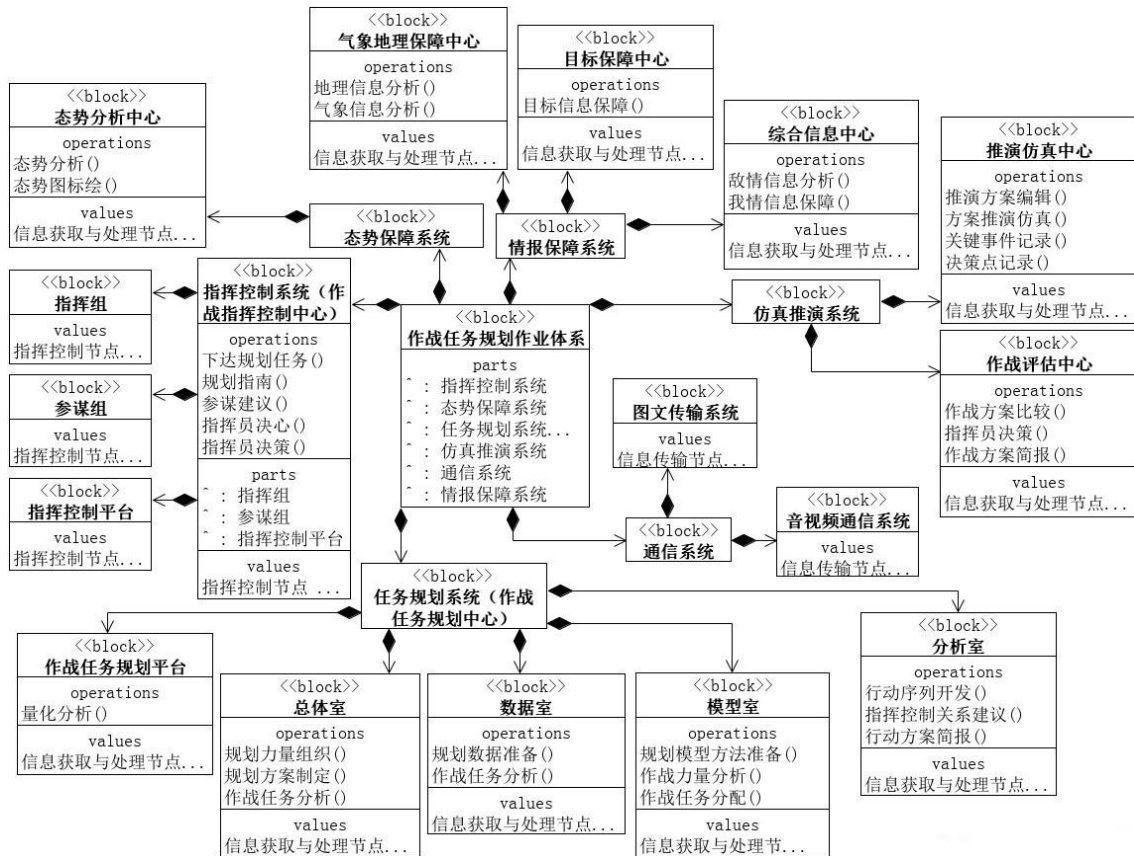 <<block>>
气象地理保障中心
operations
地理信息分析()
气象信息分析()
values
信息获取与处理节点...
<<block>>
目标保障中心
operations
目标信息保障()
values
信息获取与处理节点...
<<block>>
态势分析中心
operations
态势分析()
态势图标绘()
values
信息获取与处理节点...
<<block>>
综合信息中心
operations
敌情信息分析()
我情信息保障()
values
信息获取与处理节点...
<<block>>
推演仿真中心
operations
推演方案编辑()
方案推演仿真()
关键事件记录()
决策点记录()
values
信息获取与处理节点...
<<block>>
态势保障系统
<<block>>
情报保障系统
<<block>>
指挥组
values
指挥控制节点...
<<block>>
指挥控制系统（作
战指挥控制中心）
operations
下达规划任务()
规划指南()
参谋建议()
指挥员决心()
指挥员决策()
parts
^ : 指挥组
^ : 参谋组
^ : 指挥控制平台
values
指挥控制节点 ...
<<block>>
作战任务规划作业体系
parts
^ : 指挥控制系统
^ : 态势保障系统
^ : 任务规划系统...
^ : 仿真推演系统
^ : 通信系统
^ : 情报保障系统
<<block>>
仿真推演系统
<<block>>
作战评估中心
operations
作战方案比较()
指挥员决策()
作战方案简报()
values
信息获取与处理节点...
<<block>>
参谋组
values
指挥控制节点...
<<block>>
图文传输系统
values
信息传输节点...
<<block>>
指挥控制平台
values
指挥控制节点...
<<block>>
通信系统
<<block>>
音视频通信系统
values
信息传输节点...
<<block>>
任务规划系统（作战
任务规划中心）
<<block>>
作战任务规划平台
operations
量化分析()
values
信息获取与处理节点...
<<block>>
总体室
operations
规划力量组织()
规划方案制定()
作战任务分析()
values
信息获取与处理节点...
<<block>>
数据室
operations
规划数据准备()
作战任务分析()
values
信息获取与处理节点...
<<block>>
模型室
operations
规划模型方法准备()
作战力量分析()
作战任务分配()
values
信息获取与处理节...
<<block>>
分析室
operations
行动序列开发()
指挥控制关系建议()
行动方案简报()
values
信息获取与处理节点...